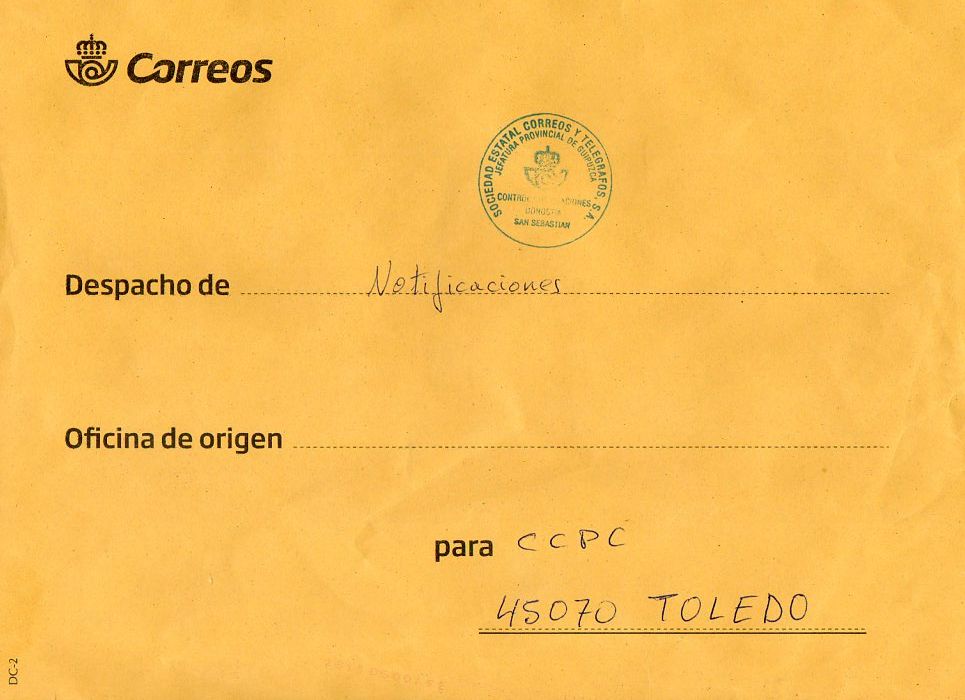 Correos
SOCIEDAD ESTATAL CORREOS Y TELEGRAFOS, S.A.
JEFATURA PROVINCIAL DE GUIPUZCOA
CONTROL
SAN SEBASTIAN
Despacho de Notificaciones
Oficina de origen
para CCPC
45070 TOLEDO
DC-2